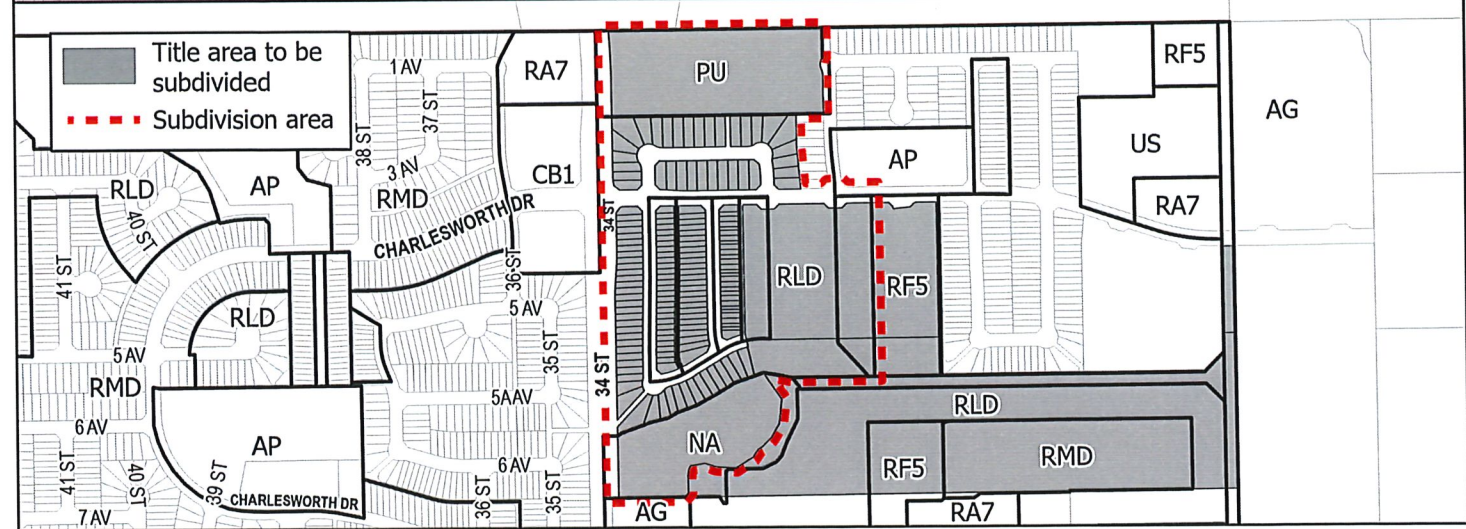 Title area to be
subdivided
Subdivision area
1 AV
RA7
PU
RF5
AG
37 ST
38 ST
3 AV
RMD
CB1
AP
US
RLD
AP
40 ST
RA7
CHARLESWORTH DR
34 ST
41 ST
36 ST
RLD
RF5
RLD
5 AV
5 AV
35 ST
34 ST
RMD
5A AV
RLD
6 AV
AP
NA
RF5
RMD
41 ST
40 ST
39 ST
6 AV
36 ST
35 ST
CHARLESWORTH DR
7 AV
AG
RA7